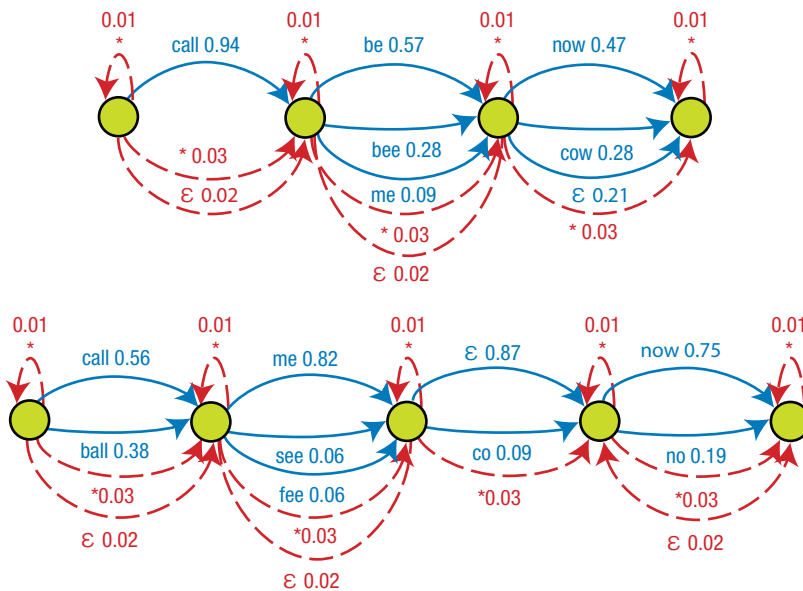 0.01 0.01 0.01 0.01
* * * *
call 0.94 be 0.57 now 0.47
* 0.03 bee 0.28 cow 0.28
ε 0.02 me 0.09 ε 0.21
* 0.03 * 0.03
ε 0.02
0.01 0.01 0.01 0.01 0.01
* * * * *
call 0.56 me 0.82 ε 0.87 now 0.75
ball 0.38 see 0.06 co 0.09 no 0.19
*0.03 fee 0.06 *0.03 *0.03
ε 0.02 *0.03 ε 0.02
ε 0.02